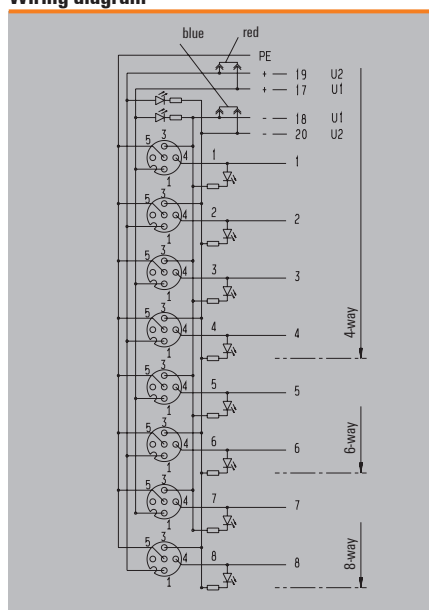 Wiring diagram
blue red
PE
+ 19 U2
+ 17 U1
- 18 U1
- 20 U2
5 3 4 1 1 1
5 3 4 1 2 2
5 3 4 1 3 3
5 3 4 1 4 4
4-way
5 3 4 1 5 5
5 3 4 1 6 6
6-way
5 3 4 1 7 7
5 3 4 1 8 8
8-way